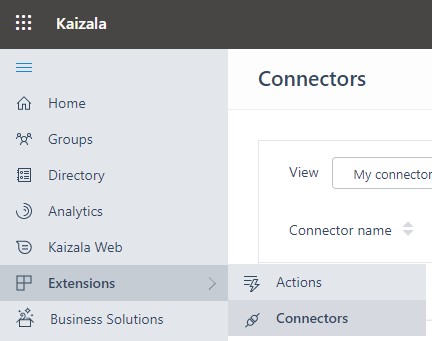 Kaizala
Home
Groups
Directory
Analytics
Kaizala Web
Extensions
Business Solutions
Connectors
View
My connector
Connector name
Actions
Connectors